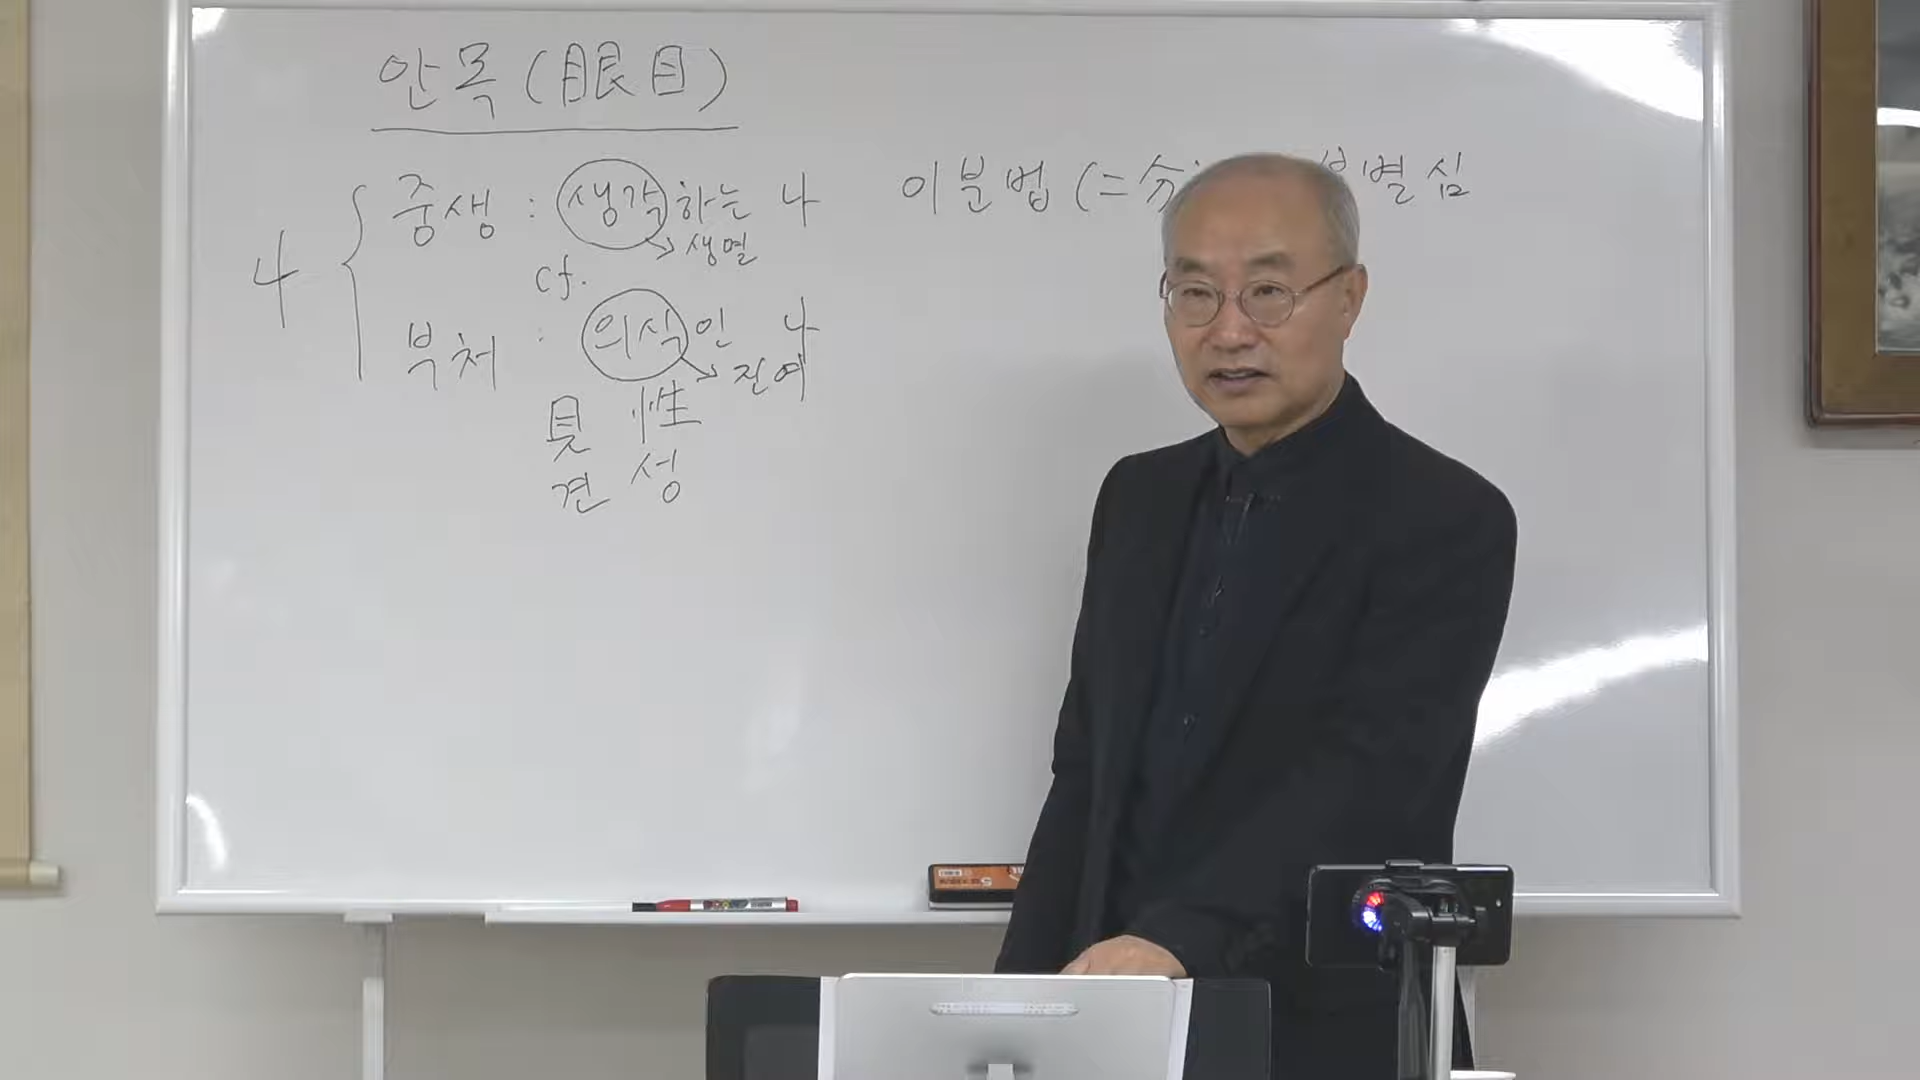 안목(眼目)
중생 : 생각하는 나
이분법(=分 별심
→생멸
나
cf.
부처 : 의식인 나
→진여
見性
견성